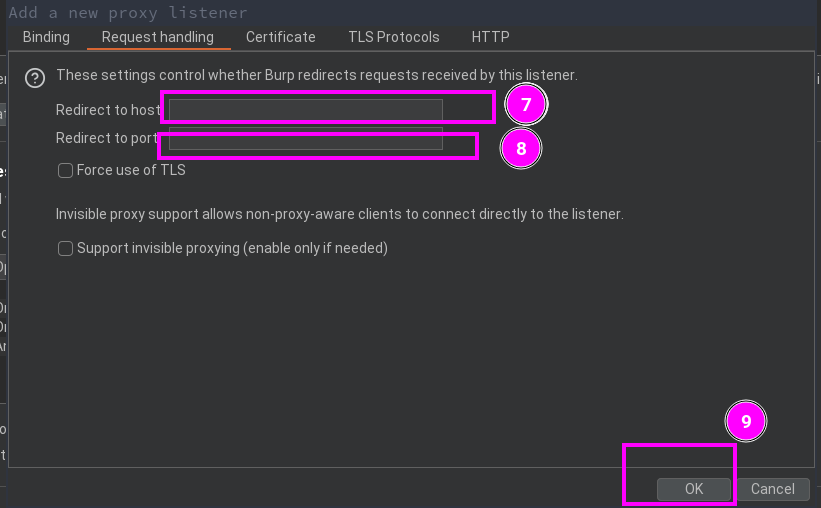 Add a new proxy listener
Binding Request handling Certificate TLS Protocols HTTP
These settings control whether Burp redirects requests received by this listener.
Redirect to host
7
Redirect to port
8
Force use of TLS
Invisible proxy support allows non-proxy-aware clients to connect directly to the listener.
Support invisible proxying (enable only if needed)
9
OK Cancel